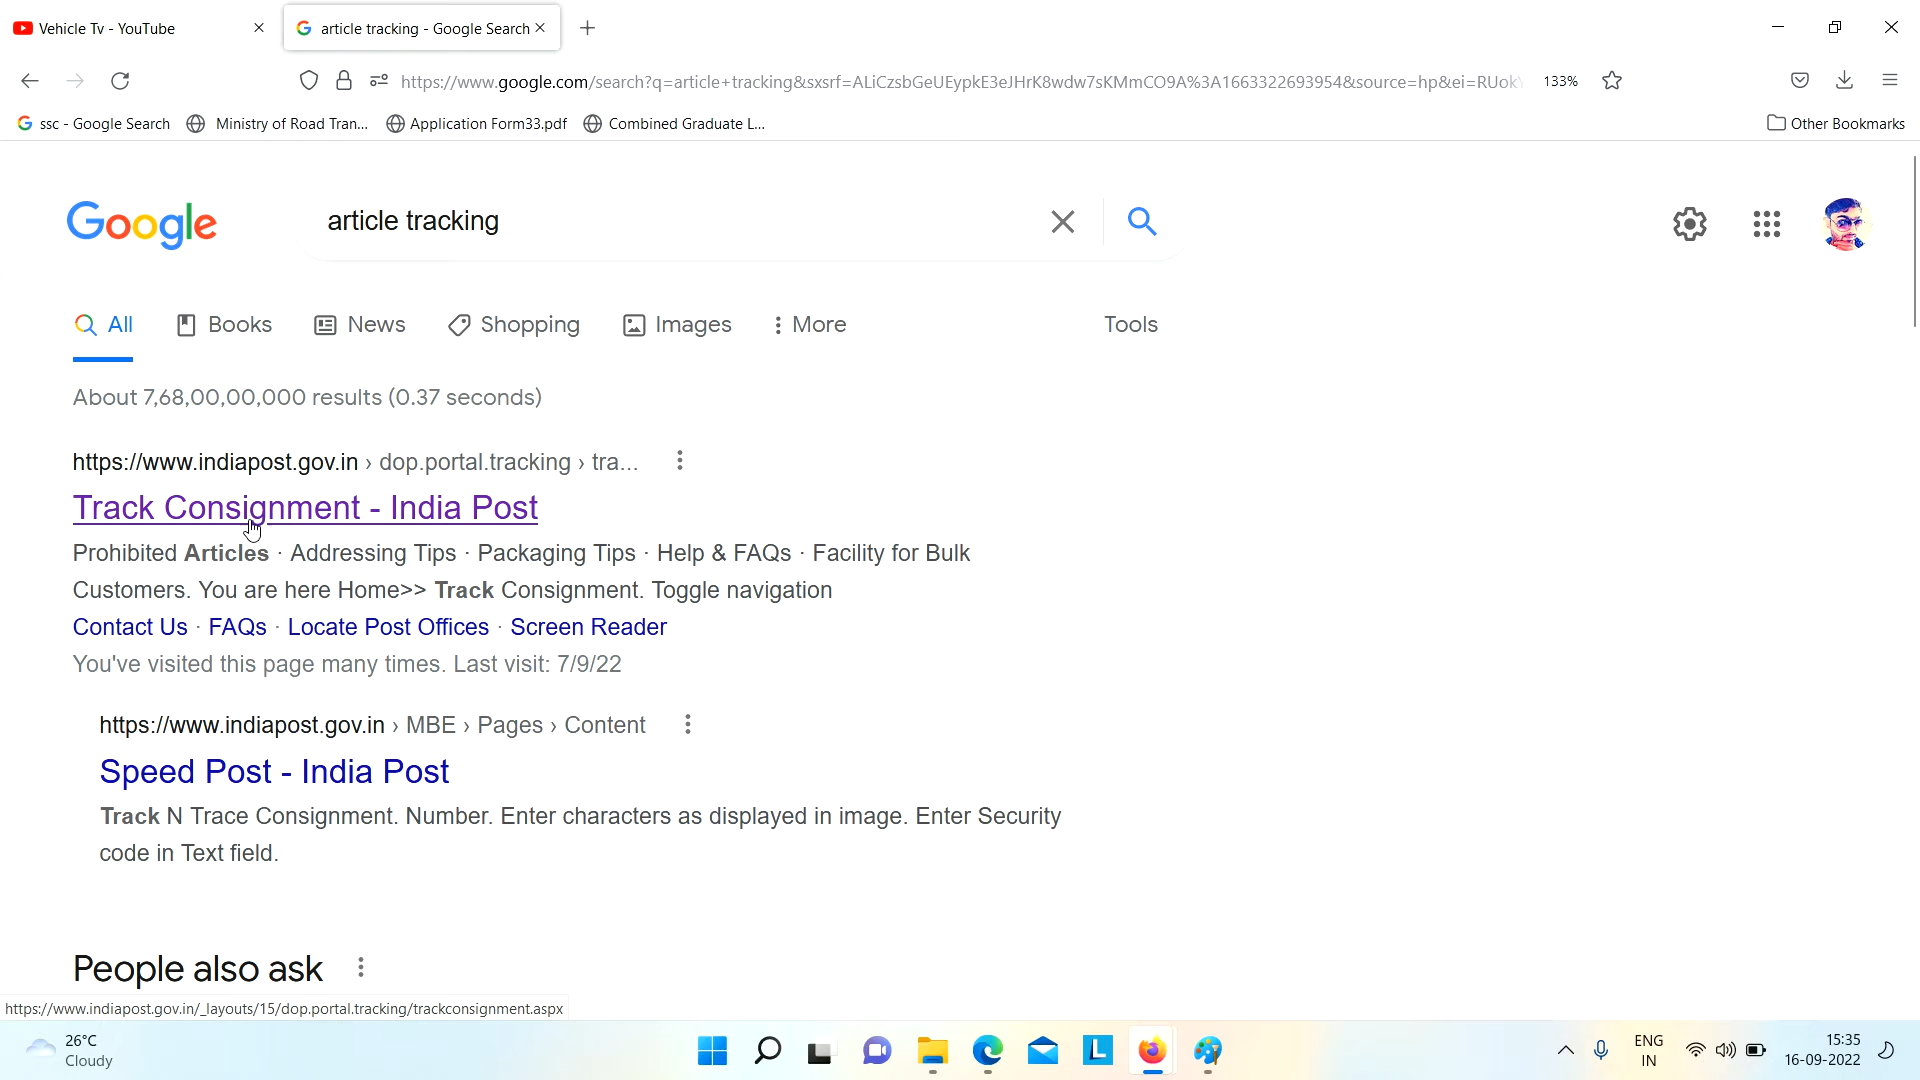 Vehicle Tv - YouTube
article tracking - Google Search
https://www.google.com/search?q=article+tracking&sxsrf=ALiCzsbGeUEypkE3eJHrK8wdw7sKMmCO9A%3A1663322693954&source=hp&ei=RUok
133%
ssc - Google Search
Ministry of Road Tran...
Application Form33.pdf
Combined Graduate L...
Other Bookmarks
Google
article tracking
All
Books
News
Shopping
Images
More
Tools
About 7,68,00,00,000 results (0.37 seconds)
https://www.indiapost.gov.in › dop.portal.tracking › tra...
Track Consignment - India Post
Prohibited Articles · Addressing Tips · Packaging Tips · Help & FAQs · Facility for Bulk
Customers. You are here Home>> Track Consignment. Toggle navigation
Contact Us · FAQs · Locate Post Offices · Screen Reader
You've visited this page many times. Last visit: 7/9/22
https://www.indiapost.gov.in › MBE › Pages › Content
Speed Post - India Post
Track N Trace Consignment. Number. Enter characters as displayed in image. Enter Security
code in Text field.
People also ask
https://www.indiapost.gov.in/_layouts/15/dop.portal.tracking/trackconsignment.aspx
26°C
Cloudy
L
ENG
IN
15:35
16-09-2022